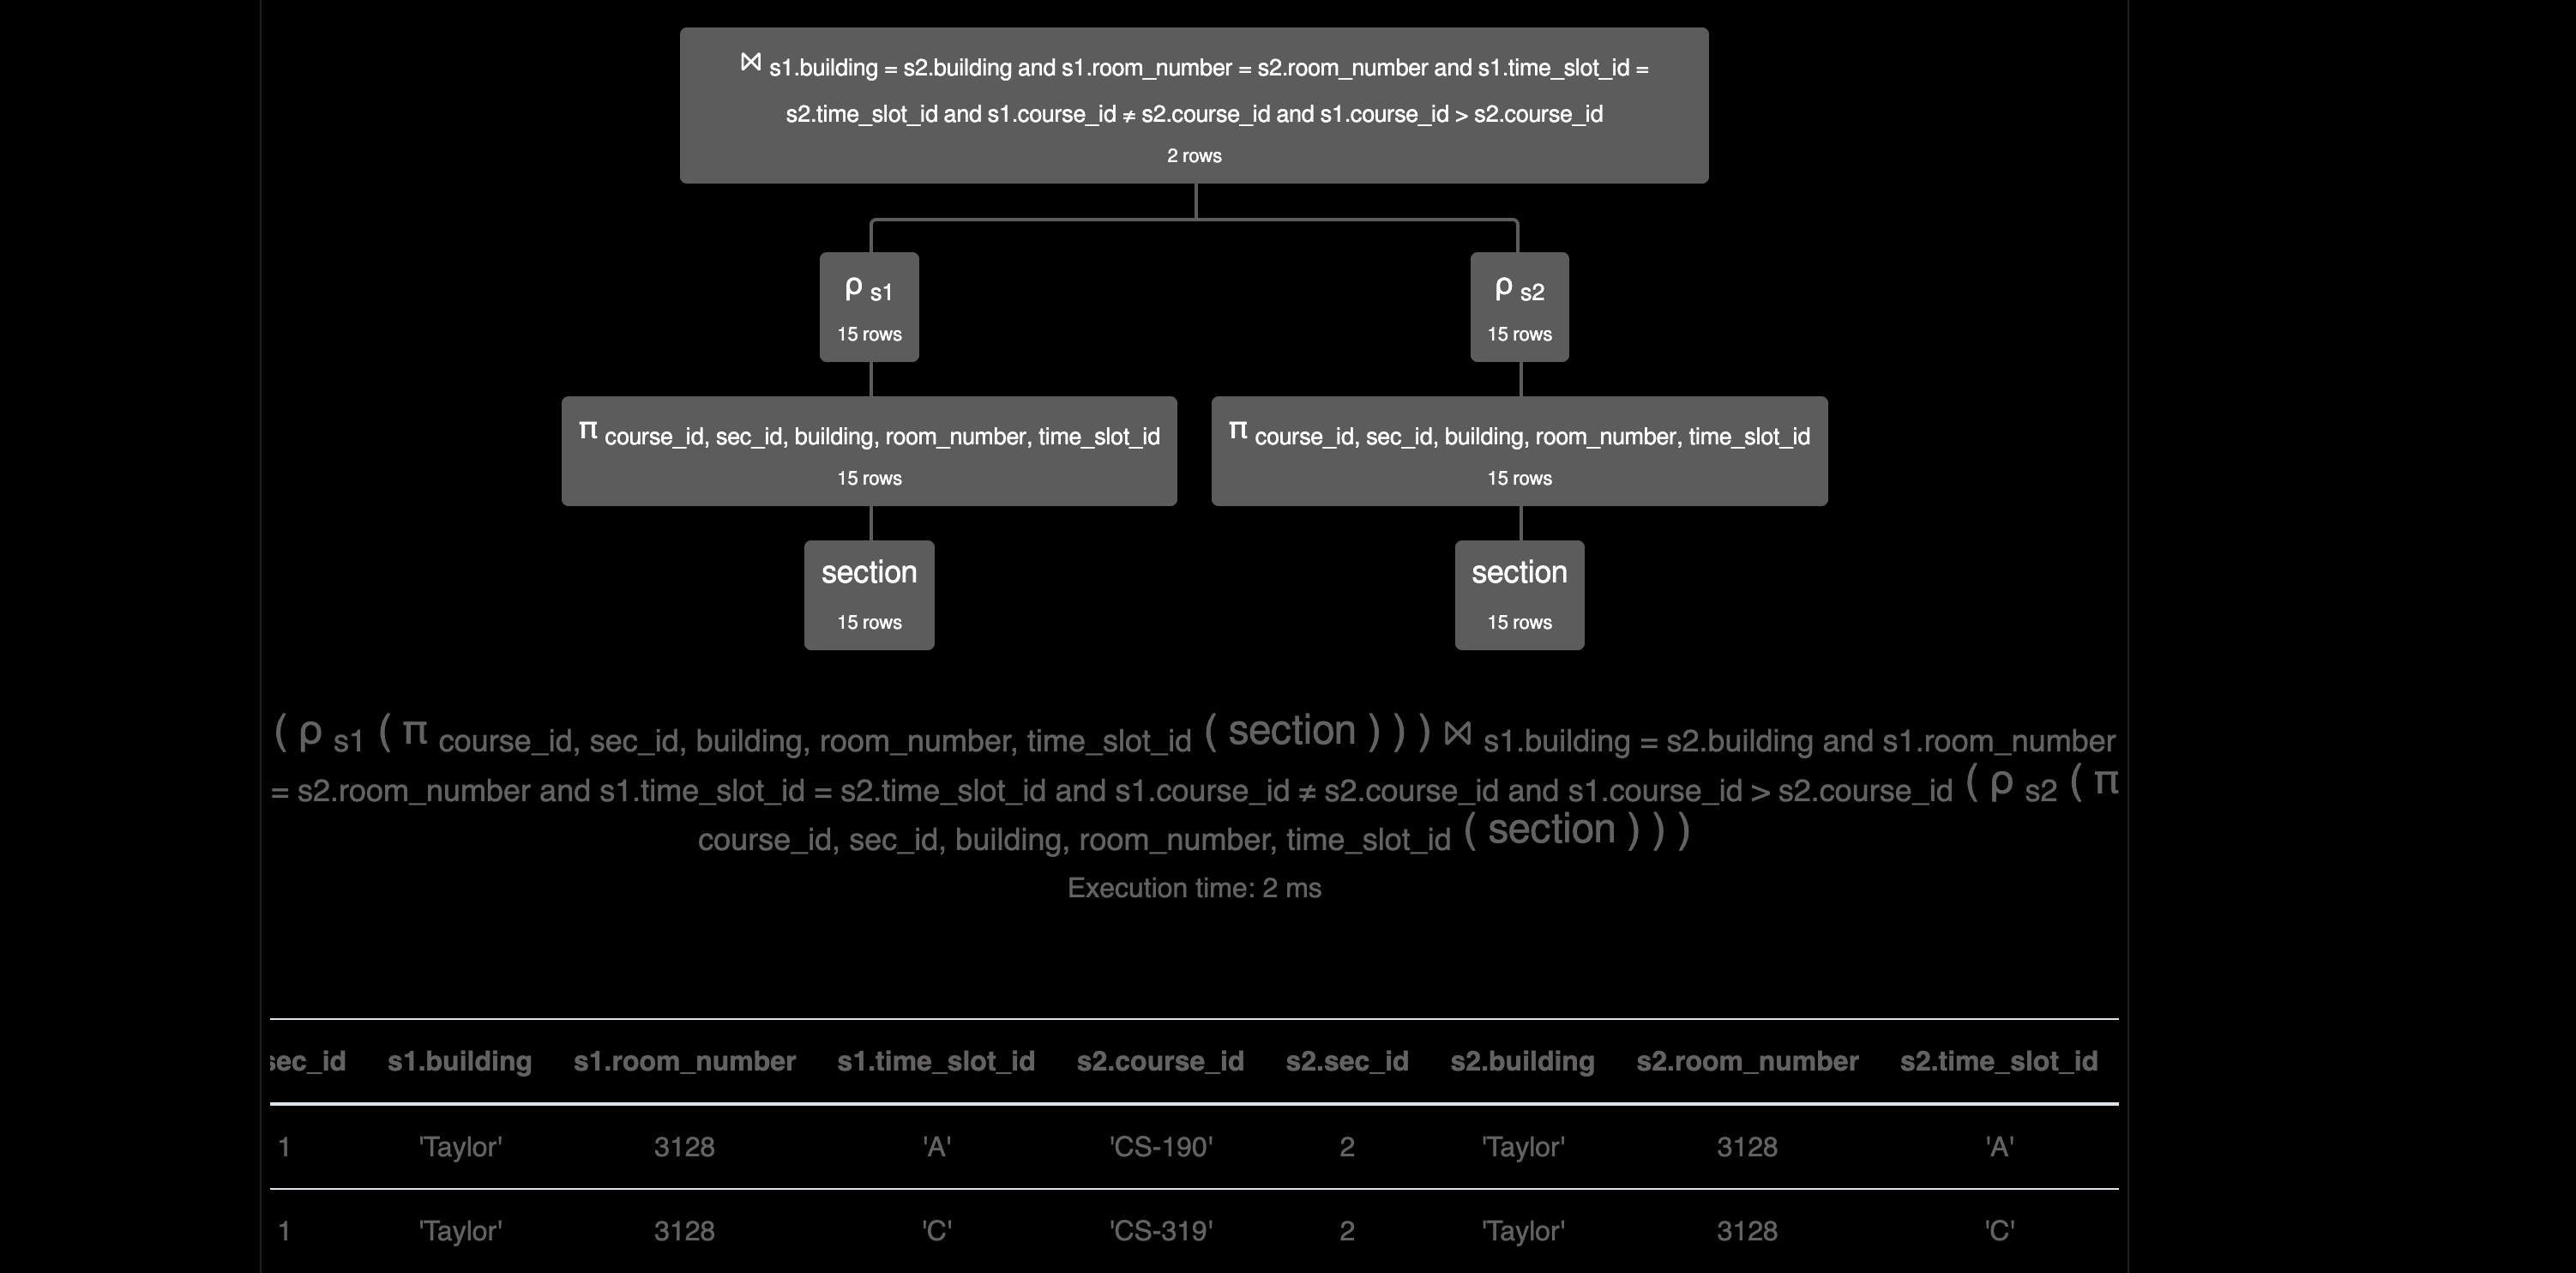 ⋈ s1.building = s2.building and s1.room_number = s2.room_number and s1.time_slot_id =
s2.time_slot_id and s1.course_id ≠ s2.course_id and s1.course_id > s2.course_id
2 rows
ρ s1
15 rows
ρ s2
15 rows
π course_id, sec_id, building, room_number, time_slot_id
15 rows
π course_id, sec_id, building, room_number, time_slot_id
15 rows
section
15 rows
section
15 rows
( ρ s1 ( π course_id, sec_id, building, room_number, time_slot_id ( section ) ) ) ⋈ s1.building = s2.building and s1.room_number
= s2.room_number and s1.time_slot_id = s2.time_slot_id and s1.course_id ≠ s2.course_id and s1.course_id > s2.course_id ( ρ s2 ( π
course_id, sec_id, building, room_number, time_slot_id ( section ) ) )
Execution time: 2 ms
sec_id s1.building s1.room_number s1.time_slot_id s2.course_id s2.sec_id s2.building s2.room_number s2.time_slot_id
1 'Taylor' 3128 'A' 'CS-190' 2 'Taylor' 3128 'A'
1 'Taylor' 3128 'C' 'CS-319' 2 'Taylor' 3128 'C'